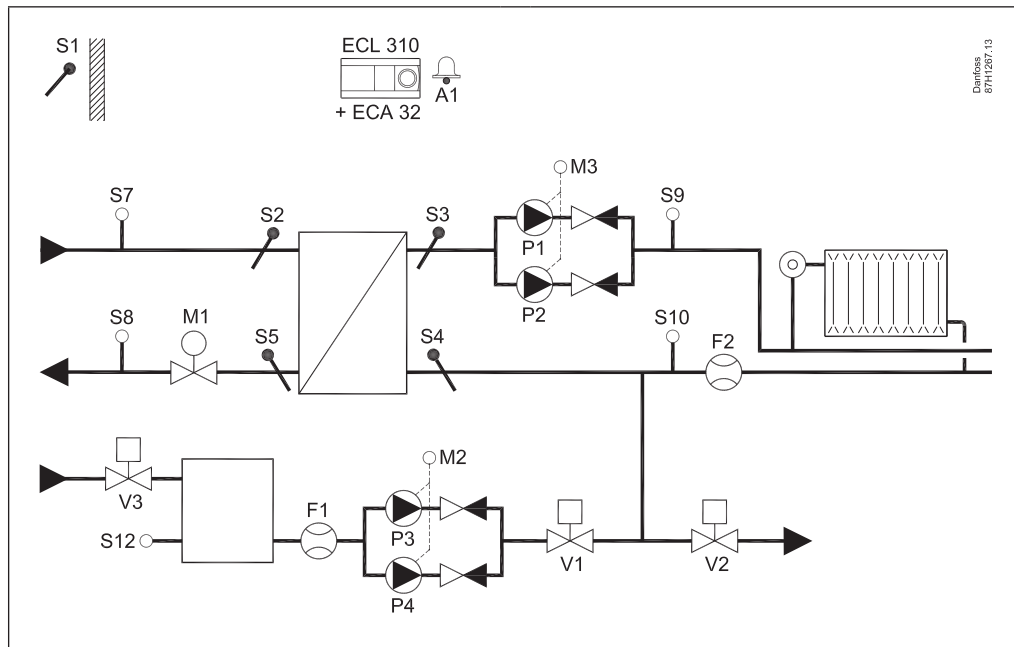 S1
ECL 310
A1
+ ECA 32
Danfoss
87H1267.13
M3
S7
S2
S3
S9
P1
P2
S8
M1
S5
S4
S10
F2
M2
V3
F1
P3
S12
V1
V2
P4